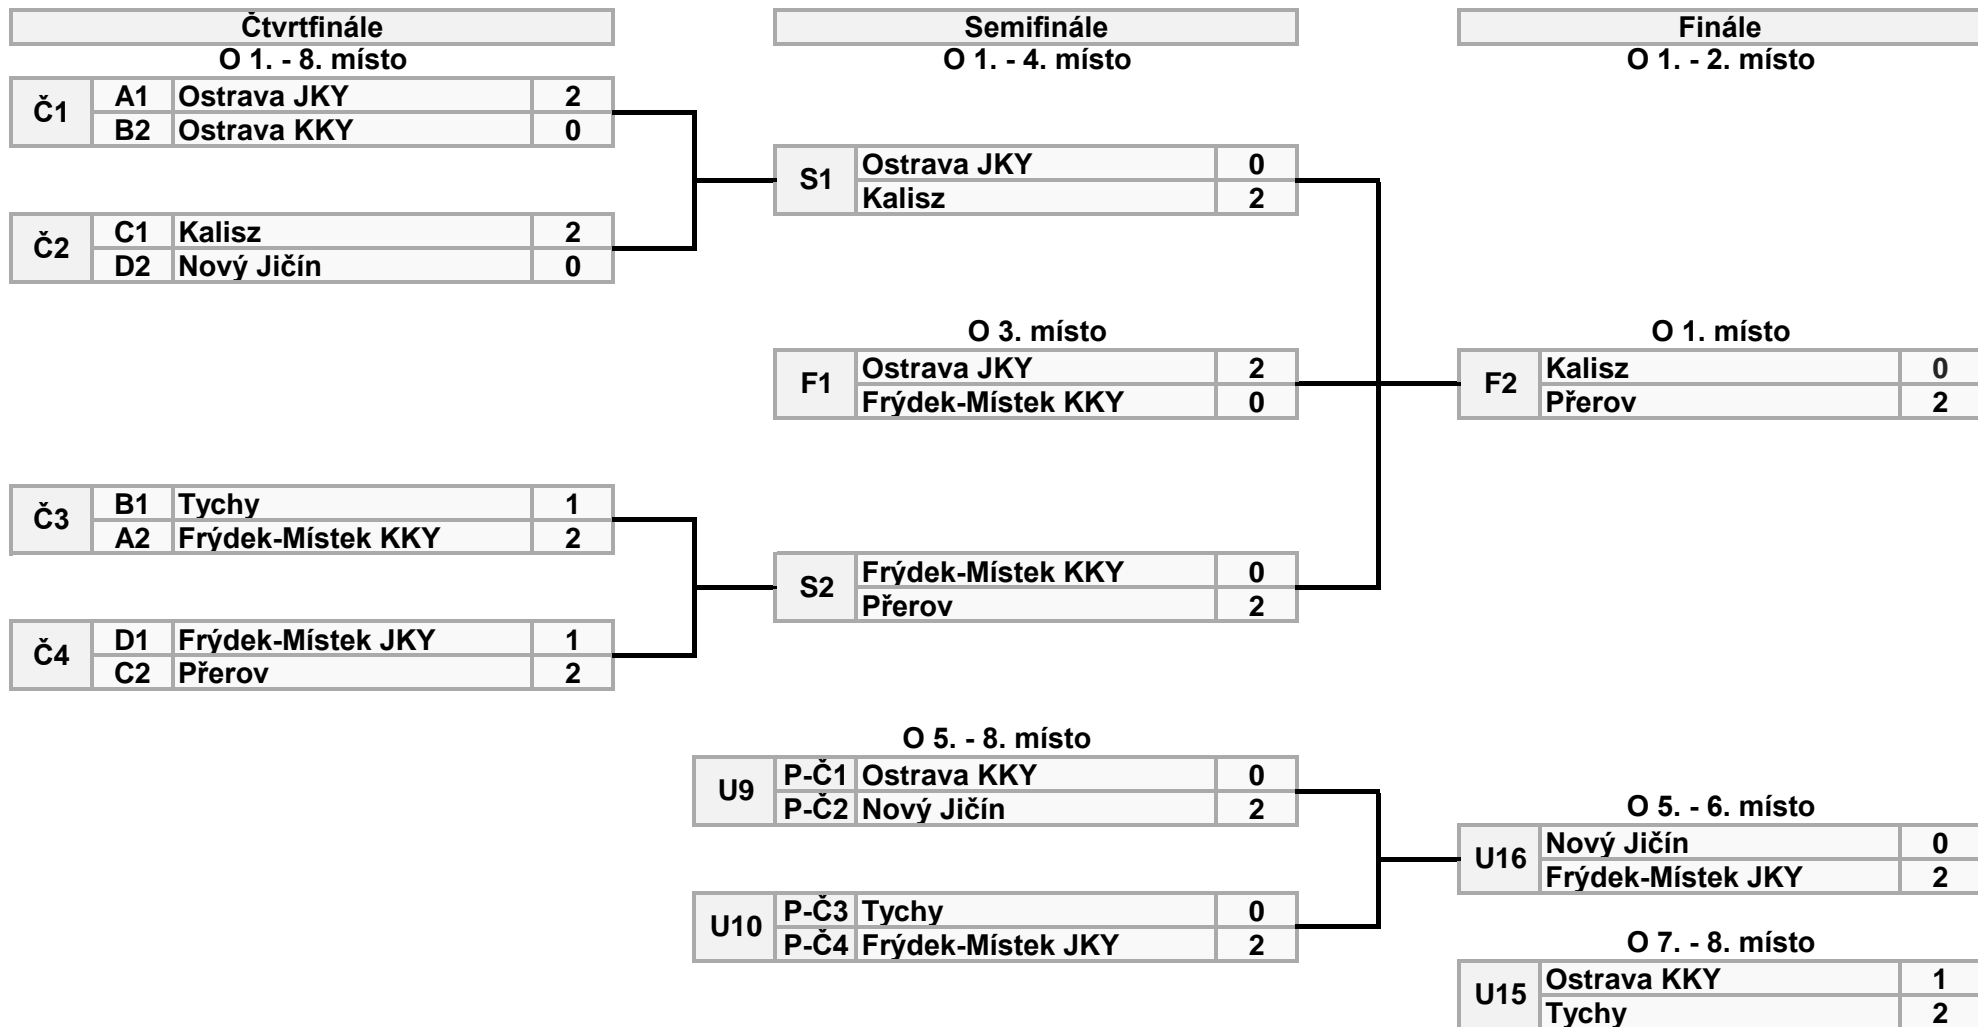 Čtvrtfinále
O 1. - 8. místo
Č1
A1 Ostrava JKY 2
B2 Ostrava KKY 0
Č2
C1 Kalisz 2
D2 Nový Jičín 0
Č3
B1 Tychy 1
A2 Frýdek-Místek KKY 2
Č4
D1 Frýdek-Místek JKY 1
C2 Přerov 2
Semifinále
O 1. - 4. místo
S1
Ostrava JKY 0
Kalisz 2
O 3. místo
F1
Ostrava JKY 2
Frýdek-Místek KKY 0
S2
Frýdek-Místek KKY 0
Přerov 2
O 5. - 8. místo
U9
P-Č1 Ostrava KKY 0
P-Č2 Nový Jičín 2
U10
P-Č3 Tychy 0
P-Č4 Frýdek-Místek JKY 2
Finále
O 1. - 2. místo
O 1. místo
F2
Kalisz 0
Přerov 2
O 5. - 6. místo
U16
Nový Jičín 0
Frýdek-Místek JKY 2
O 7. - 8. místo
U15
Ostrava KKY 1
Tychy 2